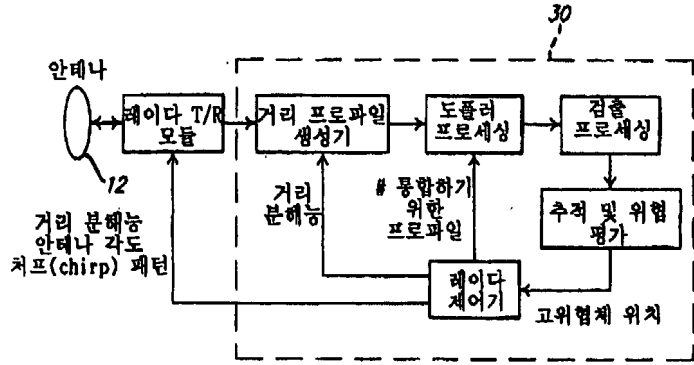 30
안테나
레이다 T/R
모듈
거리 프로파일
생성기
도플러
프로세싱
검출
프로세싱
12
거리
분해능
# 통합하기
위한
프로파일
추적 및 위협
평가
거리 분해능
안테나 각도
처프(chirp) 패턴
레이다
제어기
고위협체 위치